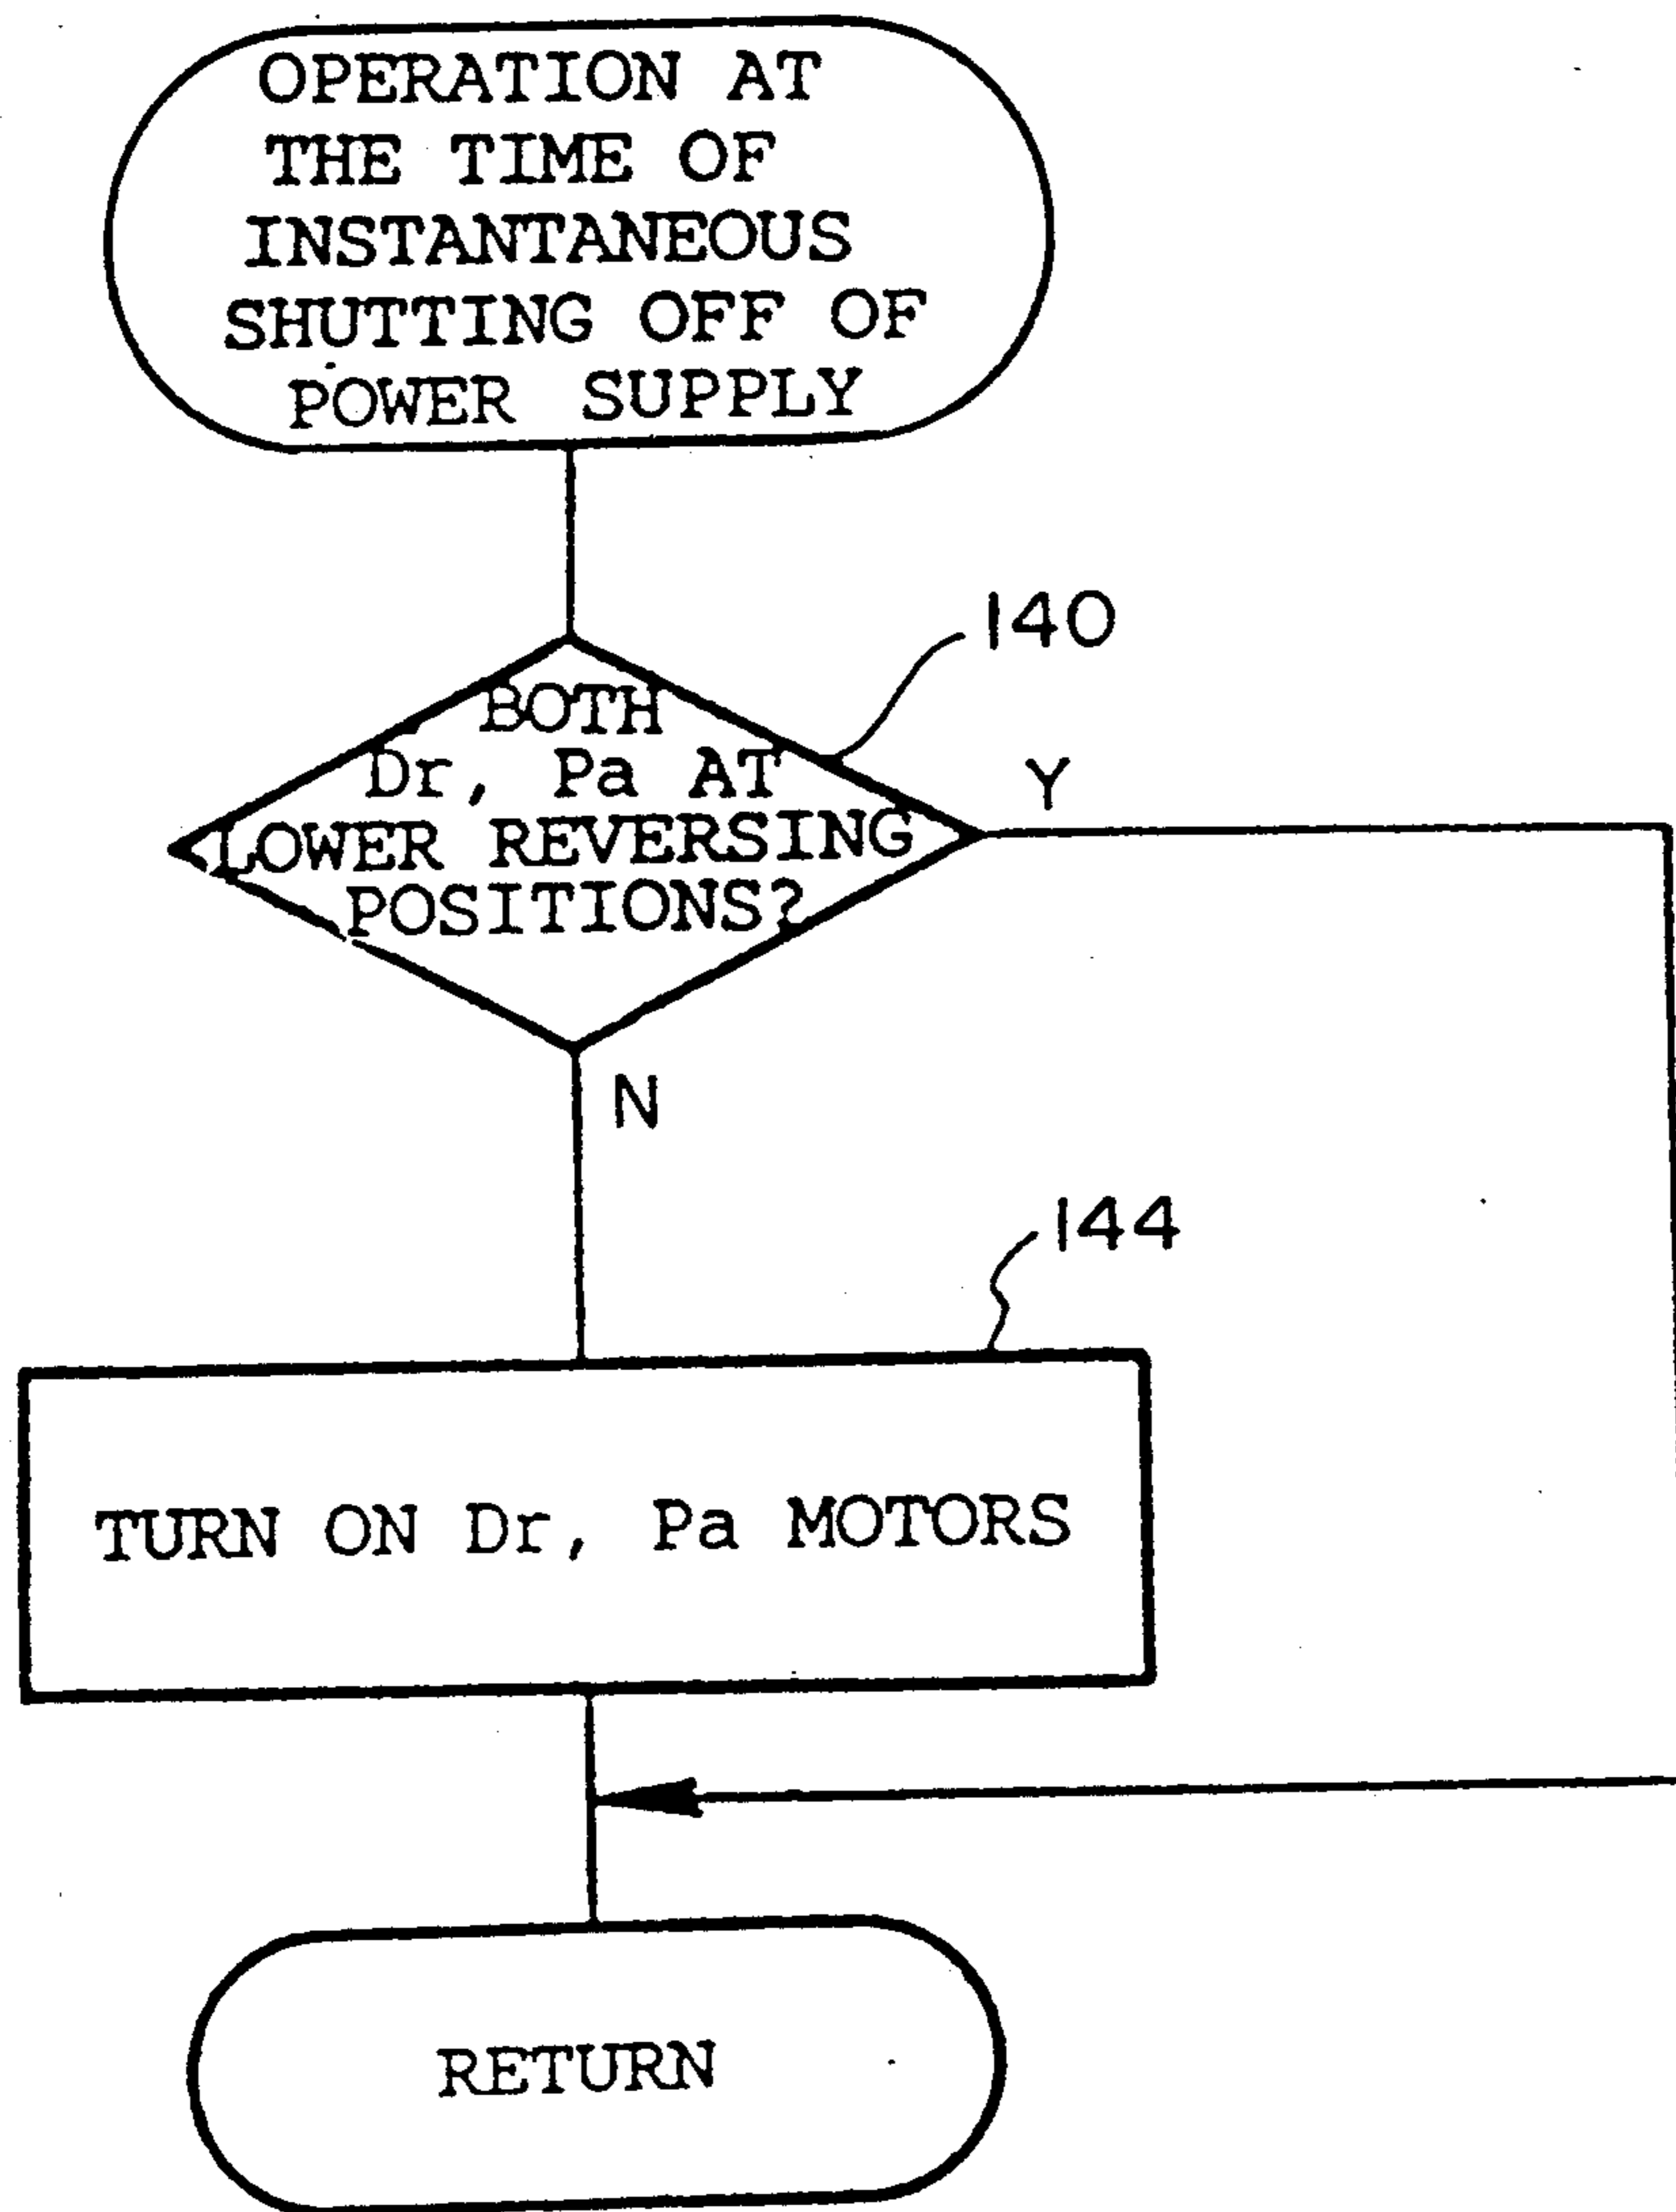 OPERATION AT
THE TIME OF
INSTANTANEOUS
SHUTTING OFF OF
POWER SUPPLY
140
BOTH
Dr, Pa AT
LOWER REVERSING
POSITIONS?
Y
N
144
TURN ON Dr, Pa MOTORS
RETURN